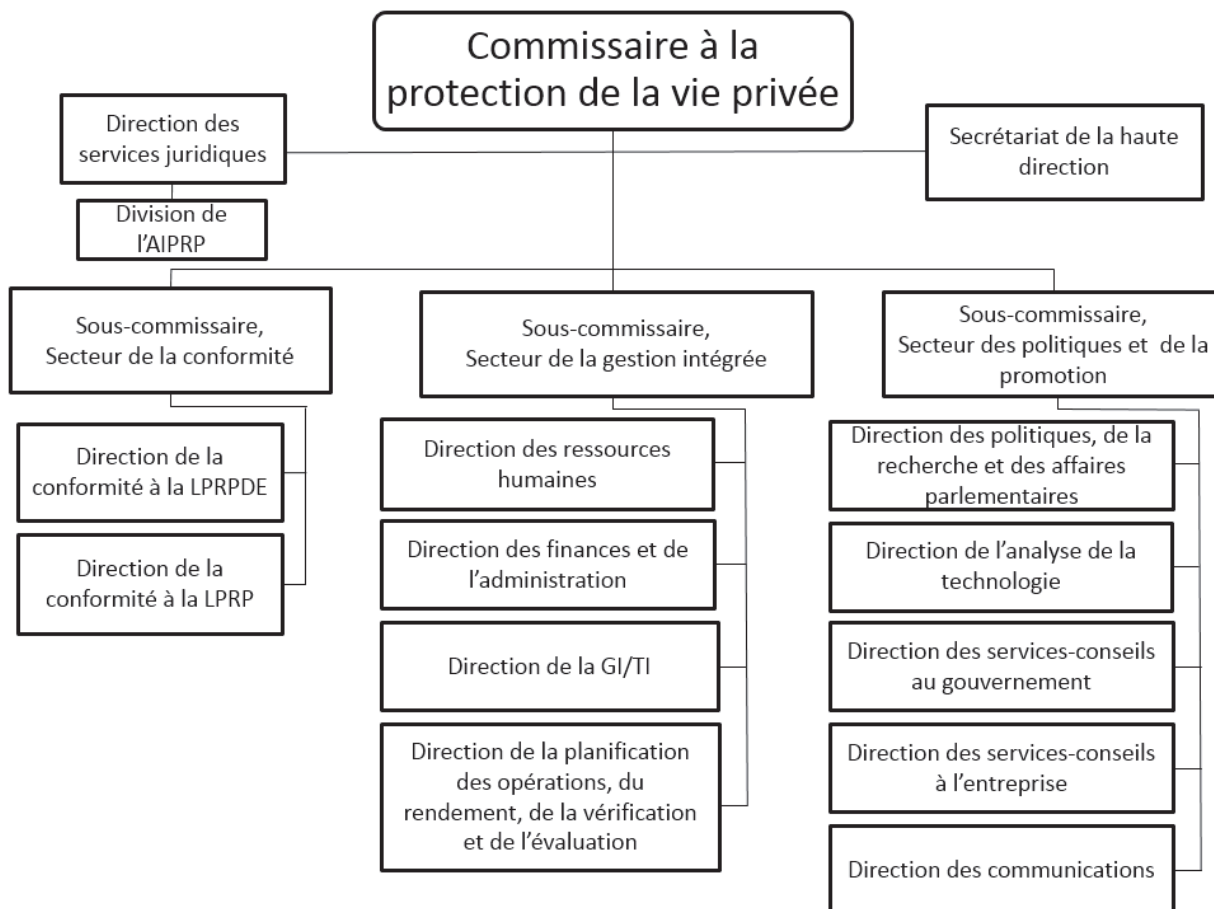 Commissaire à la
protection de la vie privée
Direction des
services juridiques
Secrétariat de la haute
direction
Division de
l’AIPRP
Sous-commissaire,
Secteur de la conformité
Sous-commissaire,
Secteur de la gestion intégrée
Sous-commissaire,
Secteur des politiques et de la
promotion
Direction de la
conformité à la LPRPDE
Direction de la
conformité à la LPRP
Direction des ressources
humaines
Direction des finances et de
l’administration
Direction de la GI/TI
Direction de la planification
des opérations, du
rendement, de la vérification
et de l’évaluation
Direction des politiques, de la
recherche et des affaires
parlementaires
Direction de l’analyse de la
technologie
Direction des services-conseils
au gouvernement
Direction des services-conseils
à l’entreprise
Direction des communications